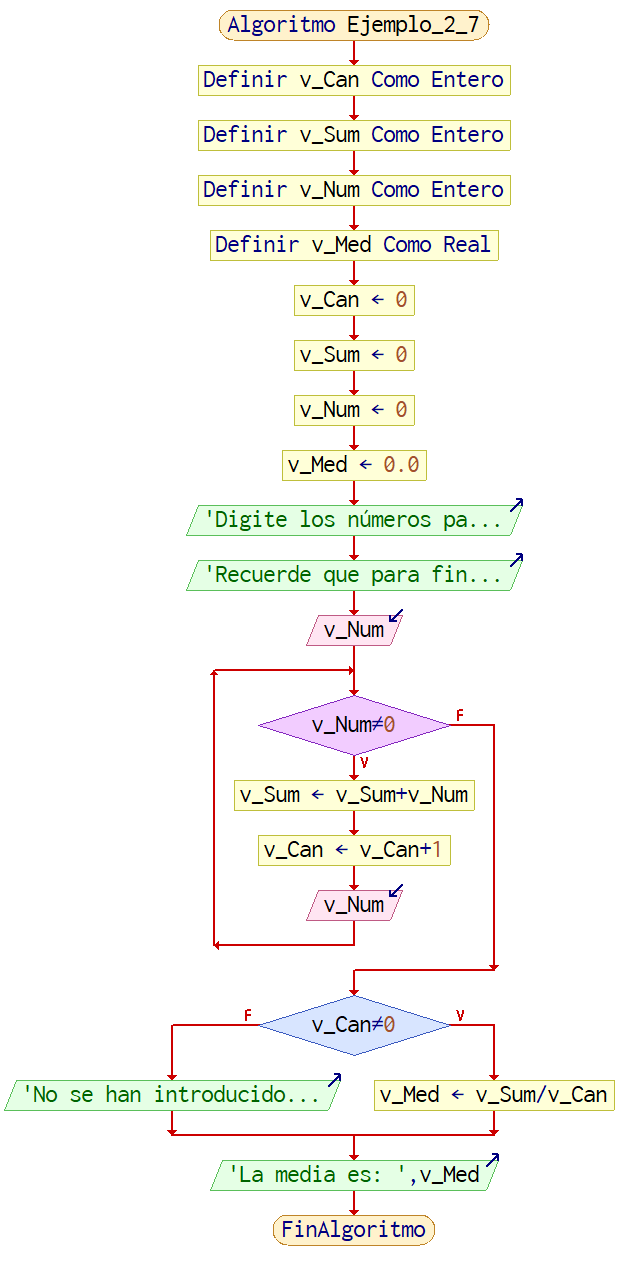 Algoritmo Ejemplo_2_7
Definir v_Can Como Entero
Definir v_Sum Como Entero
Definir v_Num Como Entero
Definir v_Med Como Real
v_Can ← 0
v_Sum ← 0
v_Num ← 0
v_Med ← 0.0
'Digite los números pa...
'Recuerde que para fin...
v_Num
v_Num≠0
F
V
v_Sum ← v_Sum+v_Num
v_Can ← v_Can+1
v_Num
F
v_Can≠0
V
'No se han introducido...
v_Med ← v_Sum/v_Can
'La media es: ',v_Med
FinAlgoritmo